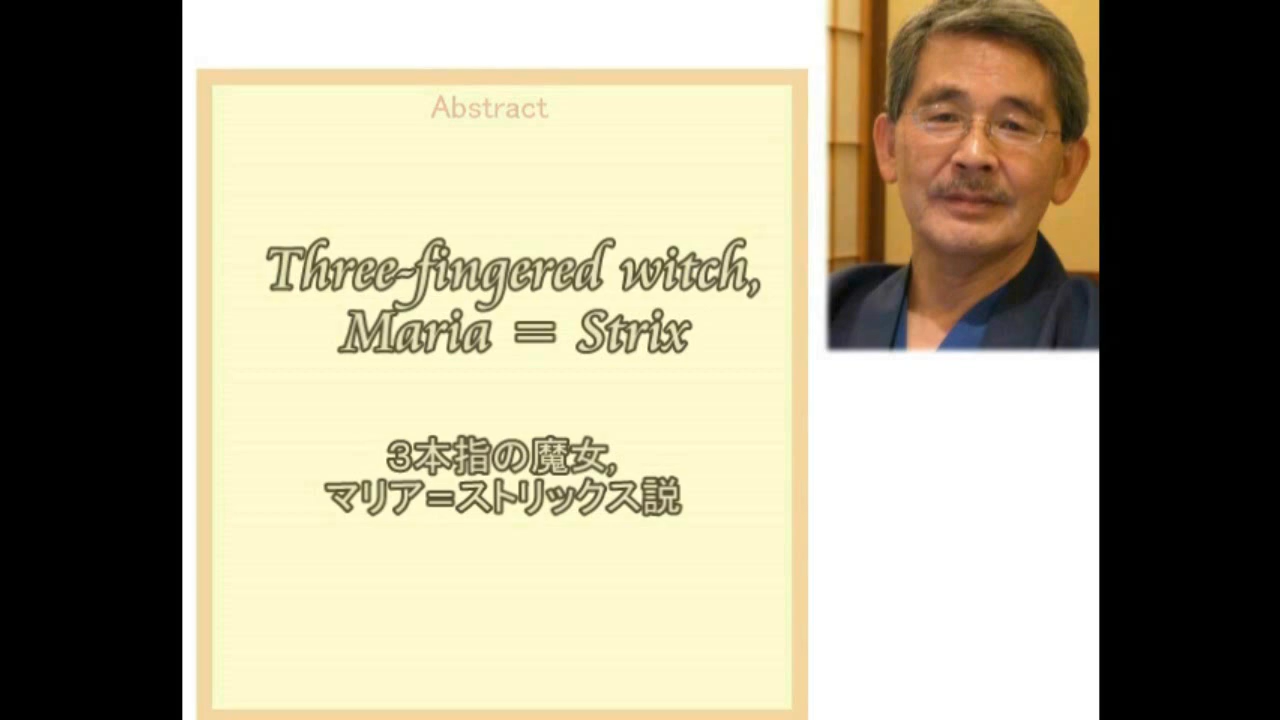 Abstract
Three-fingered witch,
Maria = Strix
3本指の魔女,
マリア=ストリックス説